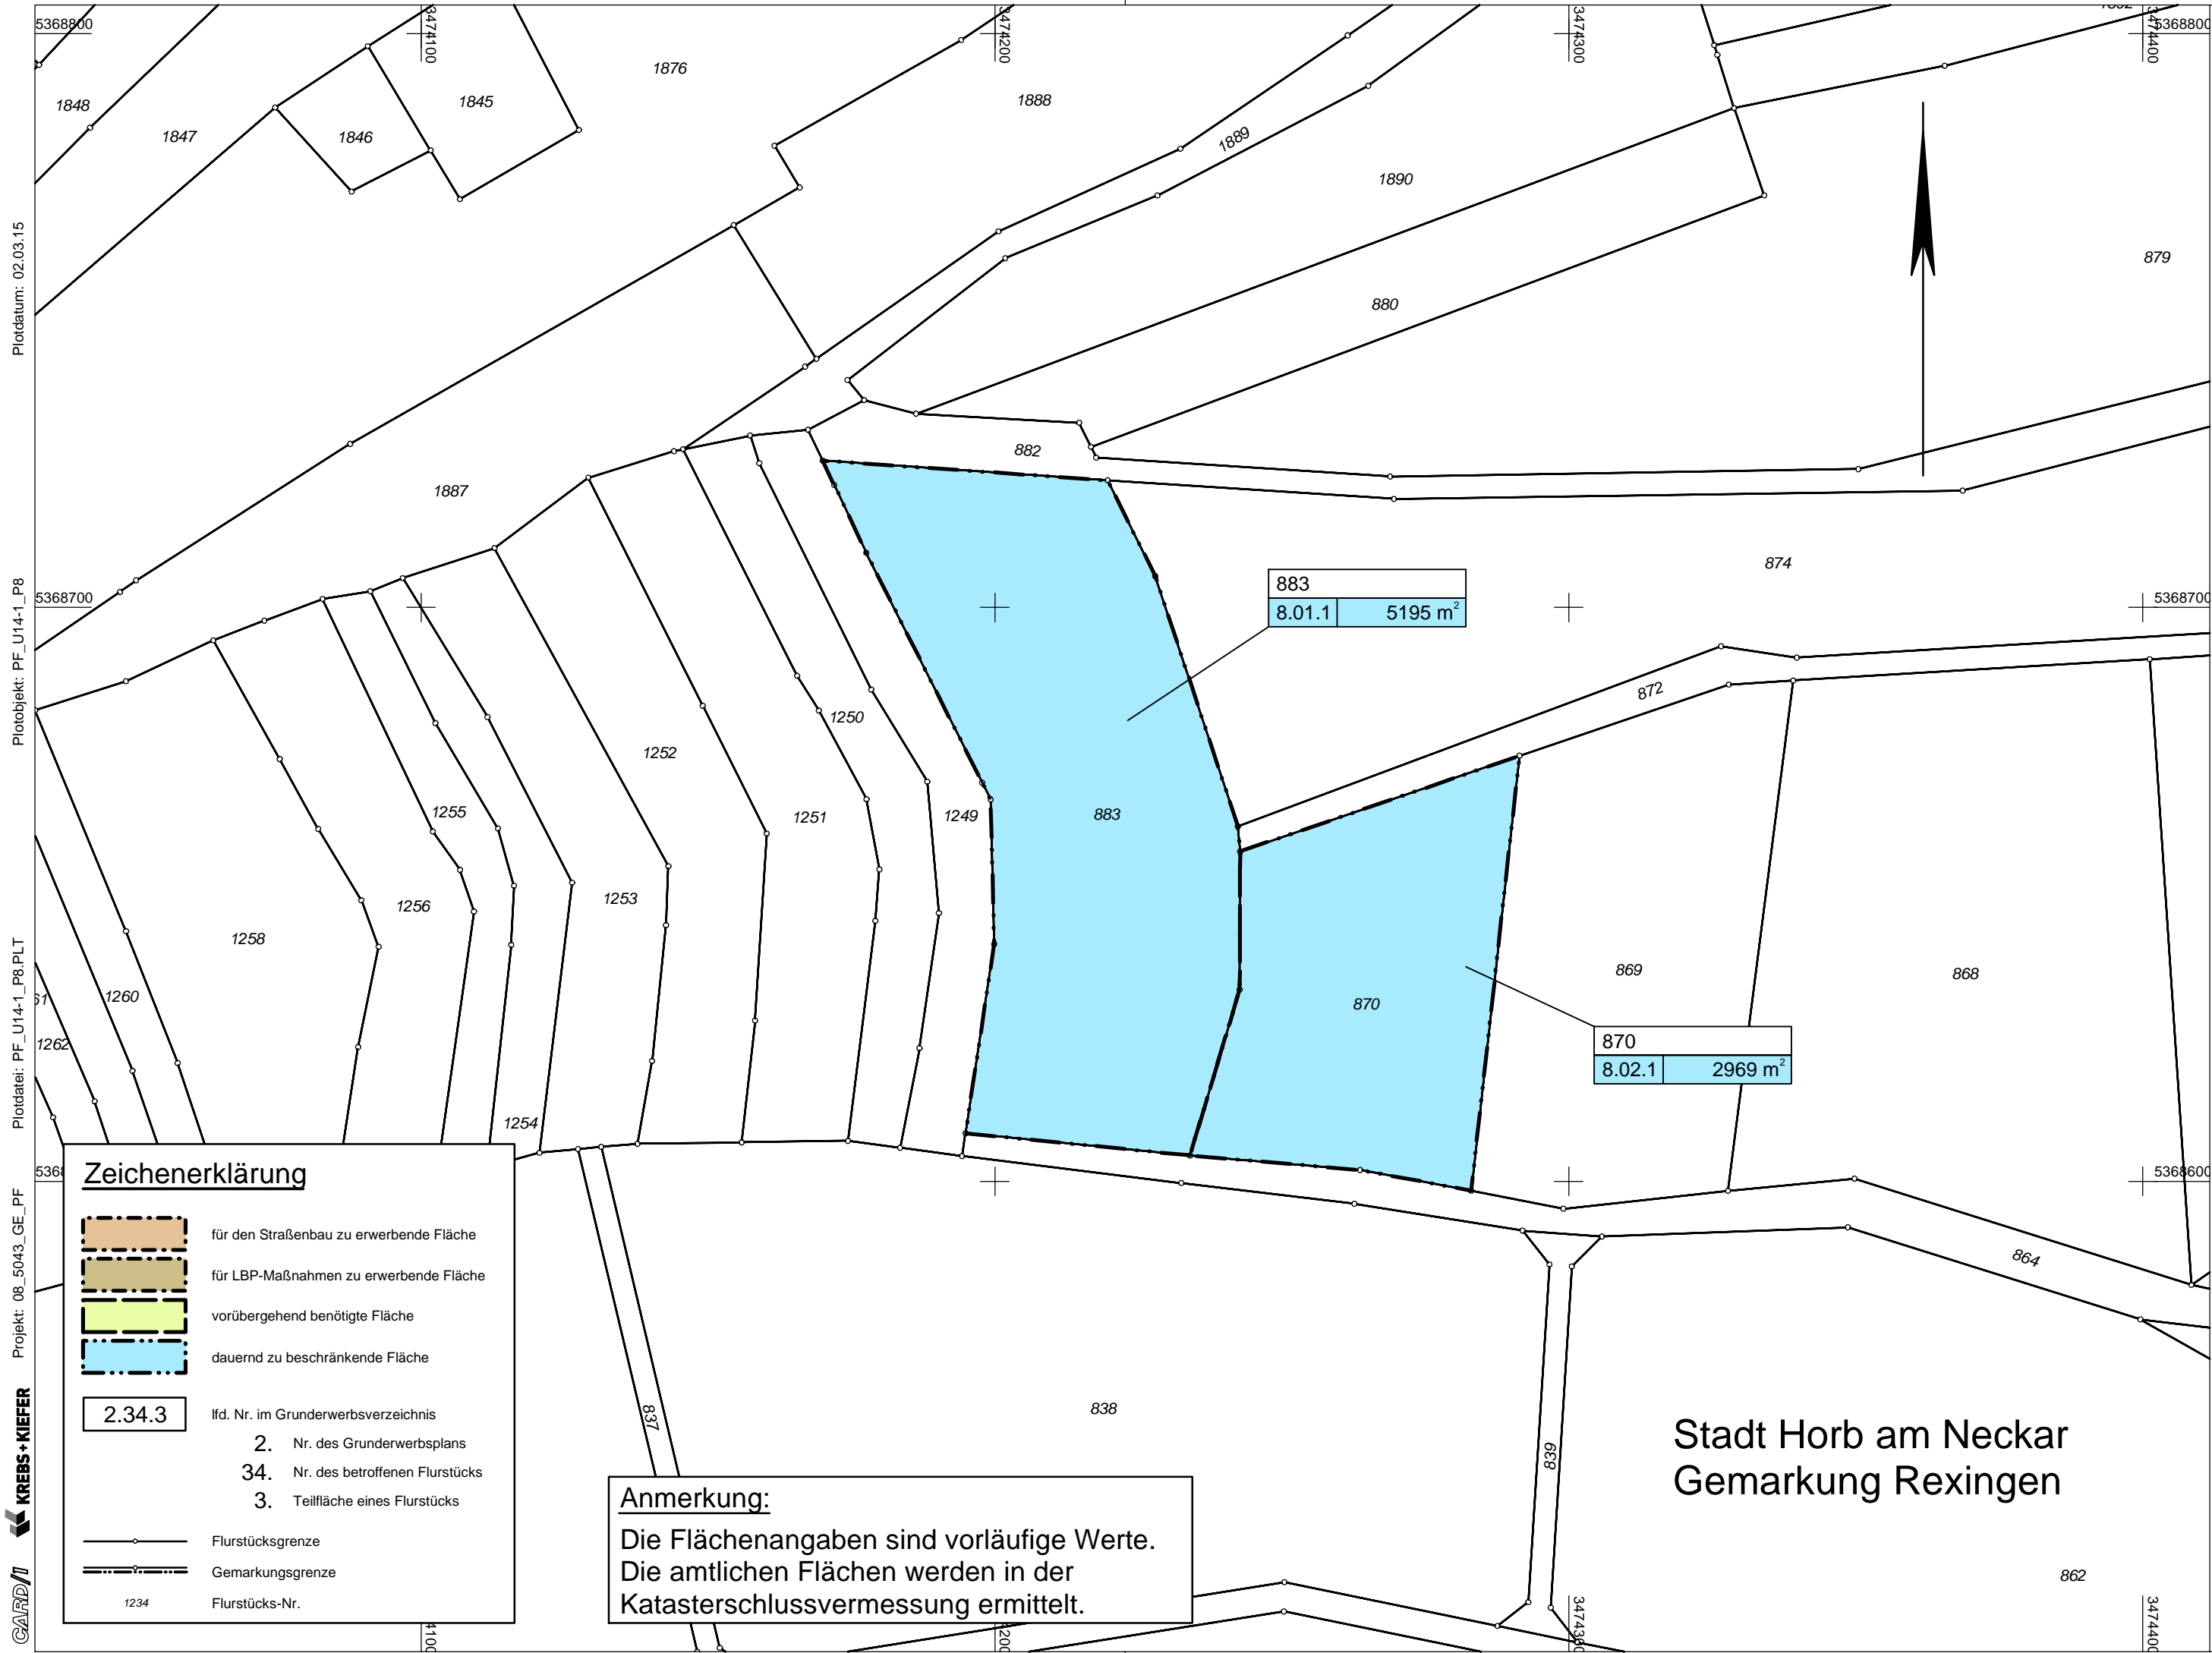 5368800
3474100
3474200
3474300
3474400
5368800
1848
1847
1846
1845
1876
1888
1889
1890
880
879
882
1887
874
5368700
5368700
883
8.01.1 5195 m²
872
1250
1252
1251
1249
883
1255
1253
1256
1258
1260
1262
1254
870
869
868
870
8.02.1 2969 m²
5368600
864
837
838
839
862
Zeichenerklärung
für den Straßenbau zu erwerbende Fläche
für LBP-Maßnahmen zu erwerbende Fläche
vorübergehend benötigte Fläche
dauernd zu beschränkende Fläche
2.34.3 lfd. Nr. im Grunderwerbsverzeichnis
2. Nr. des Grunderwerbsplans
34. Nr. des betroffenen Flurstücks
3. Teilfläche eines Flurstücks
Flurstücksgrenze
Gemarkungsgrenze
1234 Flurstücks-Nr.
Anmerkung:
Die Flächenangaben sind vorläufige Werte.
Die amtlichen Flächen werden in der
Katasterschlussvermessung ermittelt.
Stadt Horb am Neckar
Gemarkung Rexingen
3474300
3474400
CARD/1 KREBS+KIEFER Projekt: 08_5043_GE_PF Plotdatei: PF_U14-1_P8.PLT Plotobjekt: PF_U14-1_P8 Plotdatum: 02.03.15